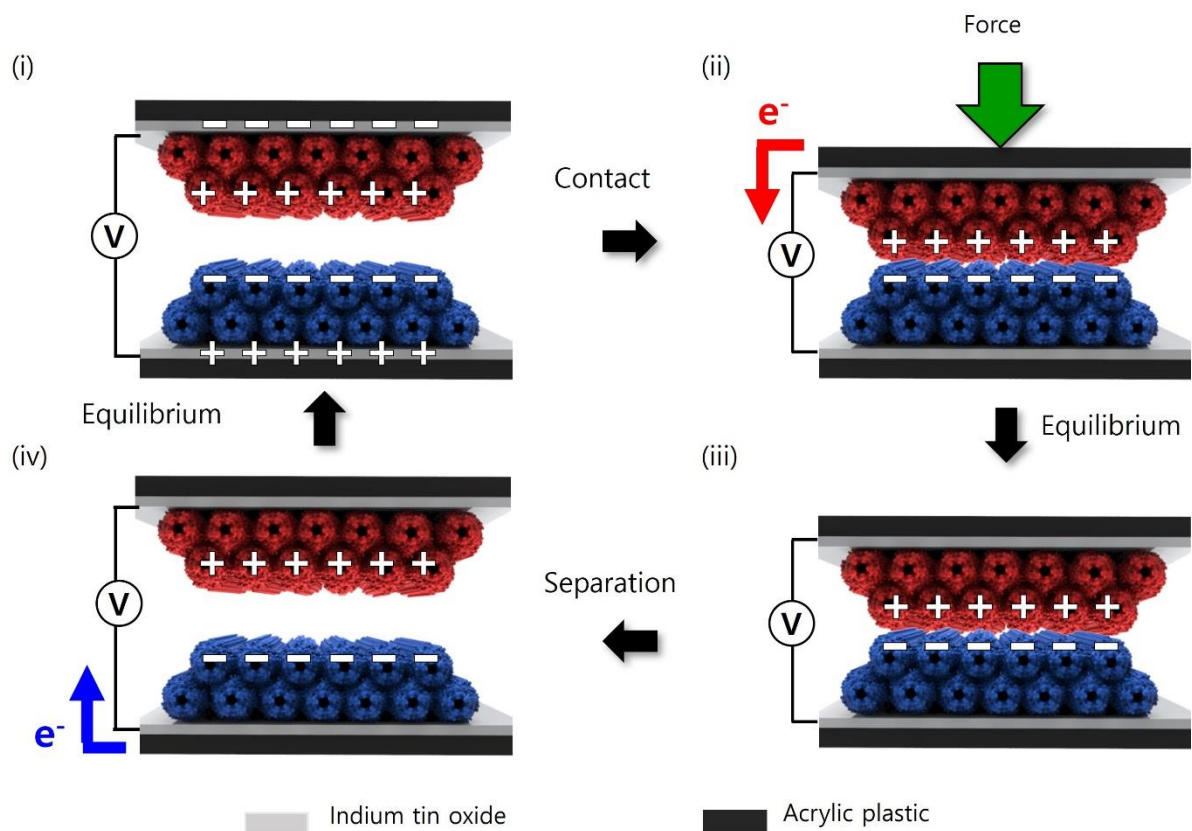 Force
(i)
(ii)
e-
Contact
V
V
Equilibrium
Equilibrium
(iv)
(iii)
Separation
V
V
e-
Indium tin oxide
Acrylic plastic